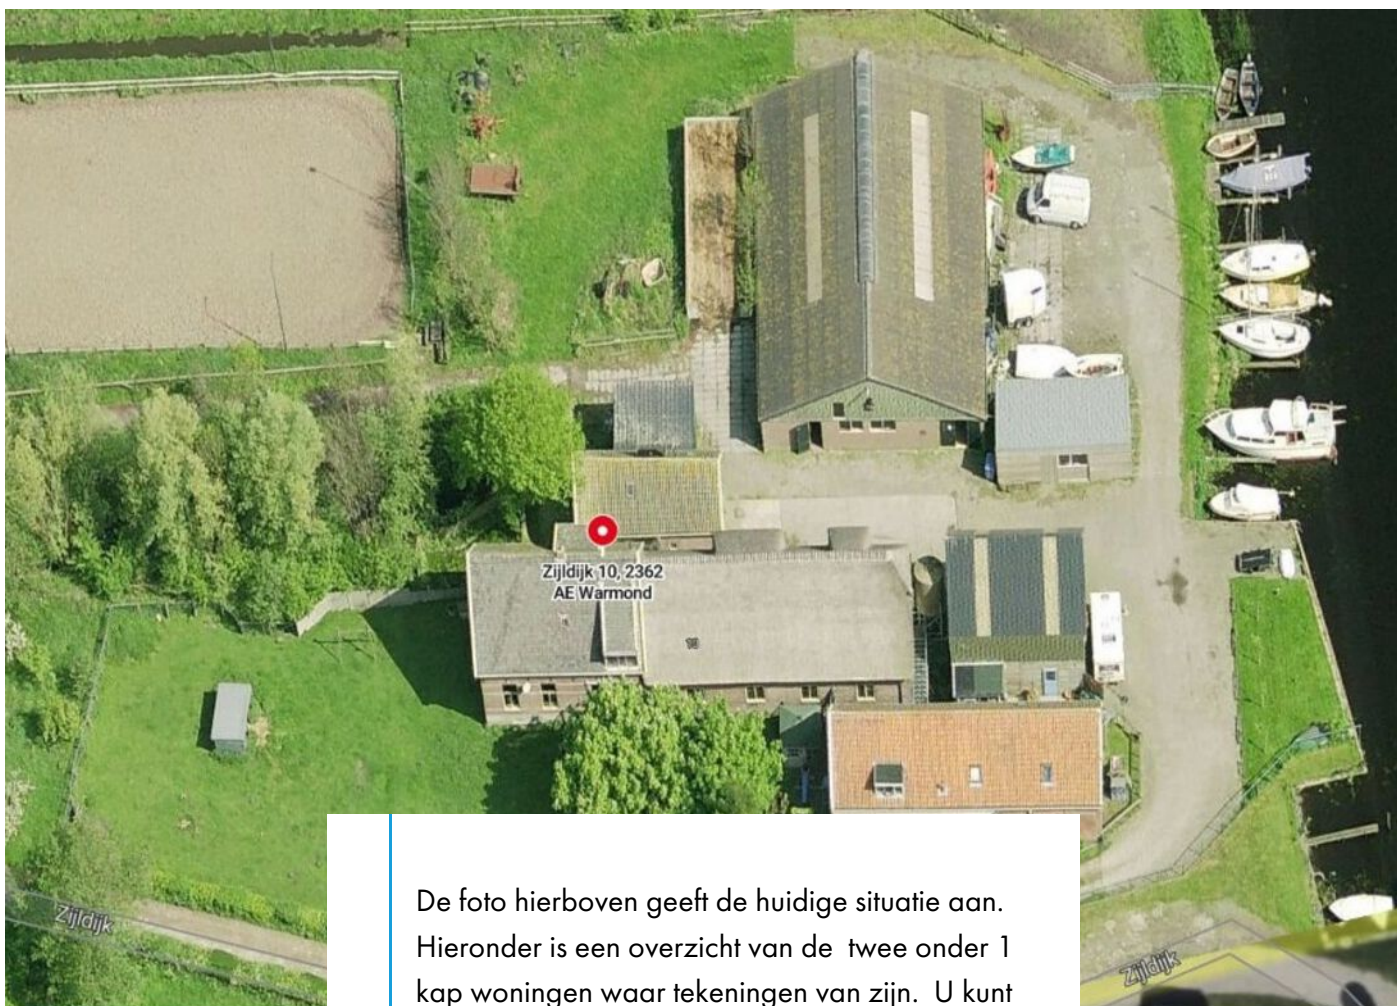 Zijldijk 10, 2362
AE Warmond
10
Zijldijk
Zijldijk
De foto hierboven geeft de huidige situatie aan.
Hieronder is een overzicht van de twee onder 1
kap woningen waar tekeningen van zijn. U kunt